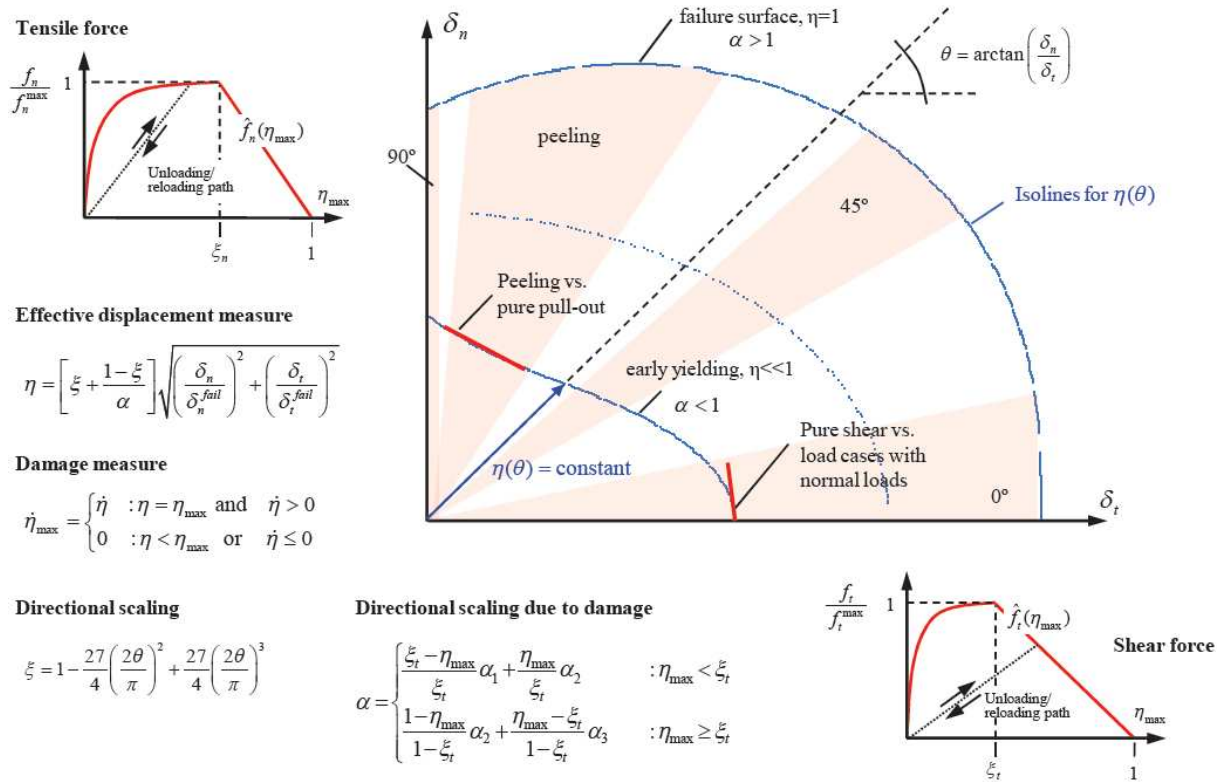 Tensile force
f_n / f_n^max
1
f̂_n(η_max)
Unloading/
reloading path
η_max
ξ_n
1
Effective displacement measure
η = [ξ + (1−ξ)/α] √((δ_n/δ_n^fail)² + (δ_t/δ_t^fail)²)
Damage measure
η̇_max = { η̇ : η = η_max and η̇ > 0
0 : η < η_max or η̇ ≤ 0
Directional scaling
ξ = 1 − 27/4 (2θ/π)² + 27/4 (2θ/π)³
δ_n
failure surface, η=1
α > 1
θ = arctan(δ_n/δ_t)
peeling
90°
45°
Isolines for η(θ)
Peeling vs.
pure pull-out
early yielding, η<<1
α < 1
η(θ) = constant
Pure shear vs.
load cases with
normal loads
0°
δ_t
Directional scaling due to damage
α = { (ξ_t − η_max)/ξ_t α_1 + η_max/ξ_t α_2 : η_max < ξ_t
(1 − η_max)/(1 − ξ_t) α_2 + (η_max − ξ_t)/(1 − ξ_t) α_3 : η_max ≥ ξ_t
f_t / f_t^max
1
f̂_t(η_max)
Shear force
Unloading/
reloading path
η_max
ξ_t
1